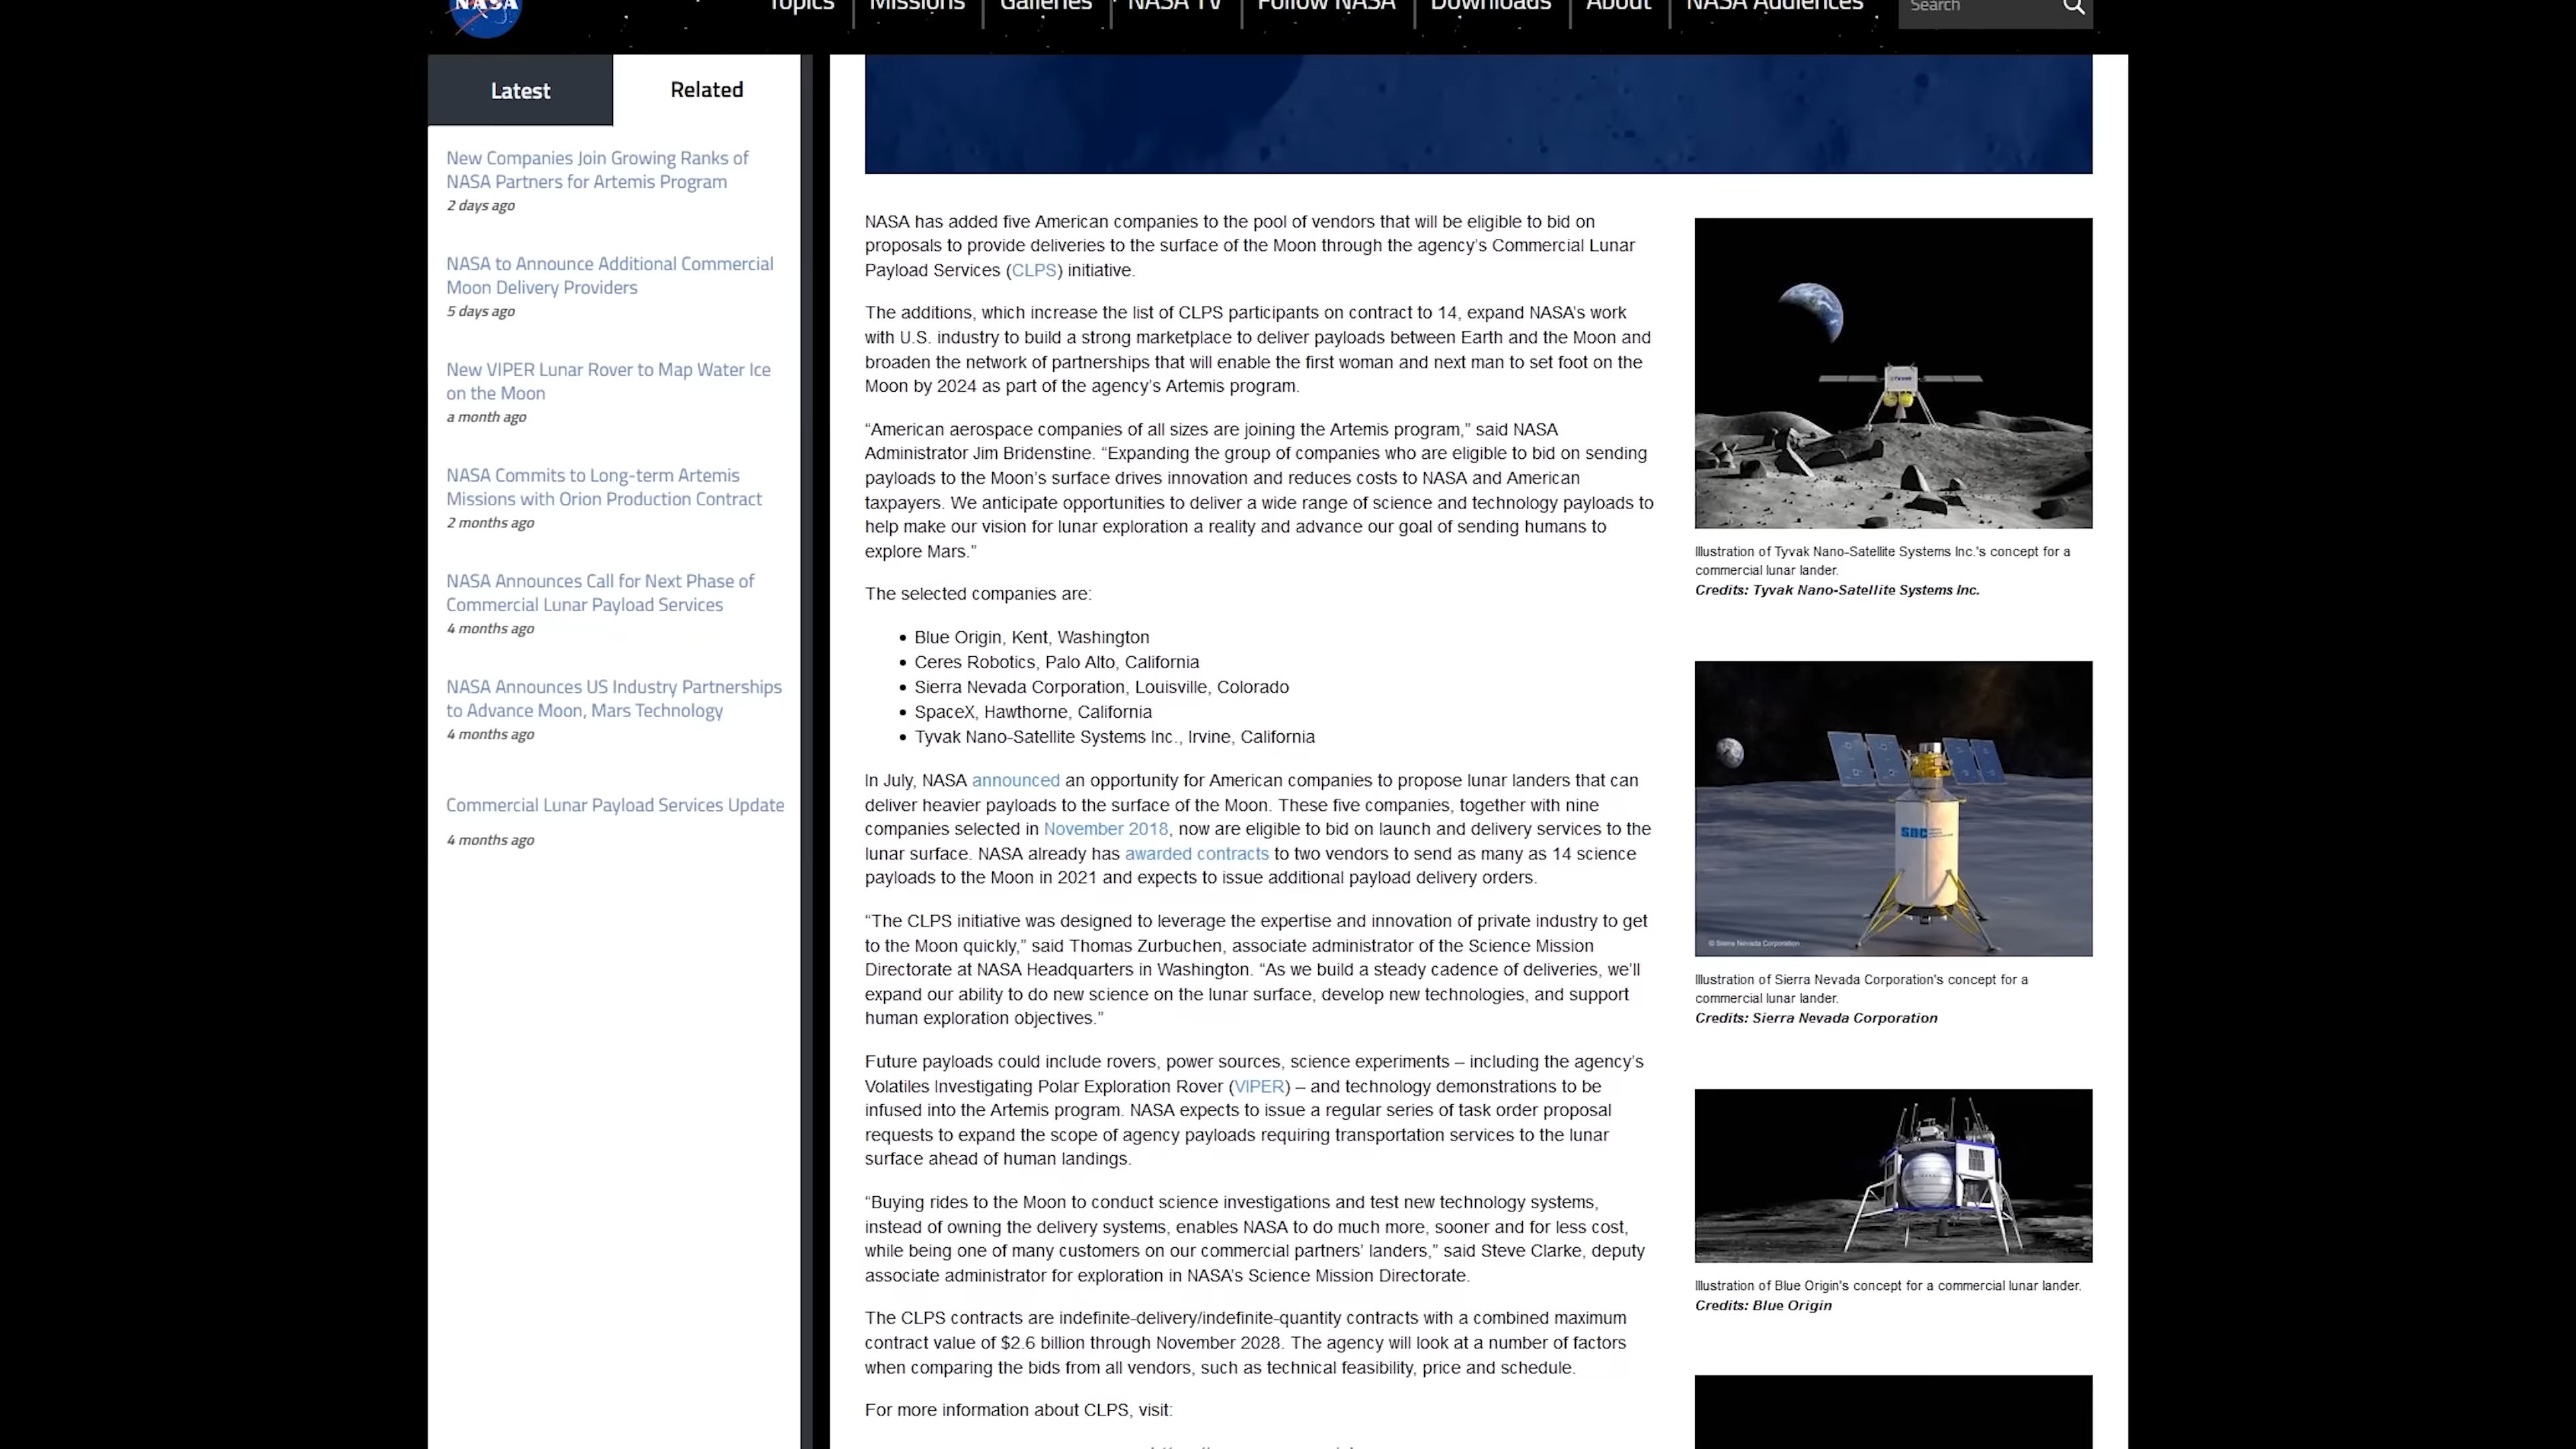 NASA
Topics
Missions
Galleries
NASA TV
Follow NASA
Downloads
About
NASA Audiences
Search
Latest
Related
New Companies Join Growing Ranks of
NASA Partners for Artemis Program
2 days ago
NASA to Announce Additional Commercial
Moon Delivery Providers
5 days ago
New VIPER Lunar Rover to Map Water Ice
on the Moon
a month ago
NASA Commits to Long-term Artemis
Missions with Orion Production Contract
2 months ago
NASA Announces Call for Next Phase of
Commercial Lunar Payload Services
4 months ago
NASA Announces US Industry Partnerships
to Advance Moon, Mars Technology
4 months ago
Commercial Lunar Payload Services Update
4 months ago
NASA has added five American companies to the pool of vendors that will be eligible to bid on
proposals to provide deliveries to the surface of the Moon through the agency’s Commercial Lunar
Payload Services (CLPS) initiative.
The additions, which increase the list of CLPS participants on contract to 14, expand NASA’s work
with U.S. industry to build a strong marketplace to deliver payloads between Earth and the Moon and
broaden the network of partnerships that will enable the first woman and next man to set foot on the
Moon by 2024 as part of the agency’s Artemis program.
“American aerospace companies of all sizes are joining the Artemis program,” said NASA
Administrator Jim Bridenstine. “Expanding the group of companies who are eligible to bid on sending
payloads to the Moon’s surface drives innovation and reduces costs to NASA and American
taxpayers. We anticipate opportunities to deliver a wide range of science and technology payloads to
help make our vision for lunar exploration a reality and advance our goal of sending humans to
explore Mars.”
The selected companies are:
• Blue Origin, Kent, Washington
• Ceres Robotics, Palo Alto, California
• Sierra Nevada Corporation, Louisville, Colorado
• SpaceX, Hawthorne, California
• Tyvak Nano-Satellite Systems Inc., Irvine, California
In July, NASA announced an opportunity for American companies to propose lunar landers that can
deliver heavier payloads to the surface of the Moon. These five companies, together with nine
companies selected in November 2018, now are eligible to bid on launch and delivery services to the
lunar surface. NASA already has awarded contracts to two vendors to send as many as 14 science
payloads to the Moon in 2021 and expects to issue additional payload delivery orders.
“The CLPS initiative was designed to leverage the expertise and innovation of private industry to get
to the Moon quickly,” said Thomas Zurbuchen, associate administrator of the Science Mission
Directorate at NASA Headquarters in Washington. “As we build a steady cadence of deliveries, we’ll
expand our ability to do new science on the lunar surface, develop new technologies, and support
human exploration objectives.”
Future payloads could include rovers, power sources, science experiments – including the agency’s
Volatiles Investigating Polar Exploration Rover (VIPER) – and technology demonstrations to be
infused into the Artemis program. NASA expects to issue a regular series of task order proposal
requests to expand the scope of agency payloads requiring transportation services to the lunar
surface ahead of human landings.
“Buying rides to the Moon to conduct science investigations and test new technology systems,
instead of owning the delivery systems, enables NASA to do much more, sooner and for less cost,
while being one of many customers on our commercial partners’ landers,” said Steve Clarke, deputy
associate administrator for exploration in NASA’s Science Mission Directorate.
The CLPS contracts are indefinite-delivery/indefinite-quantity contracts with a combined maximum
contract value of $2.6 billion through November 2028. The agency will look at a number of factors
when comparing the bids from all vendors, such as technical feasibility, price and schedule.
For more information about CLPS, visit:
Illustration of Tyvak Nano-Satellite Systems Inc.'s concept for a
commercial lunar lander.
Credits: Tyvak Nano-Satellite Systems Inc.
snc
© Sierra Nevada Corporation
Illustration of Sierra Nevada Corporation's concept for a
commercial lunar lander.
Credits: Sierra Nevada Corporation
Illustration of Blue Origin's concept for a commercial lunar lander.
Credits: Blue Origin